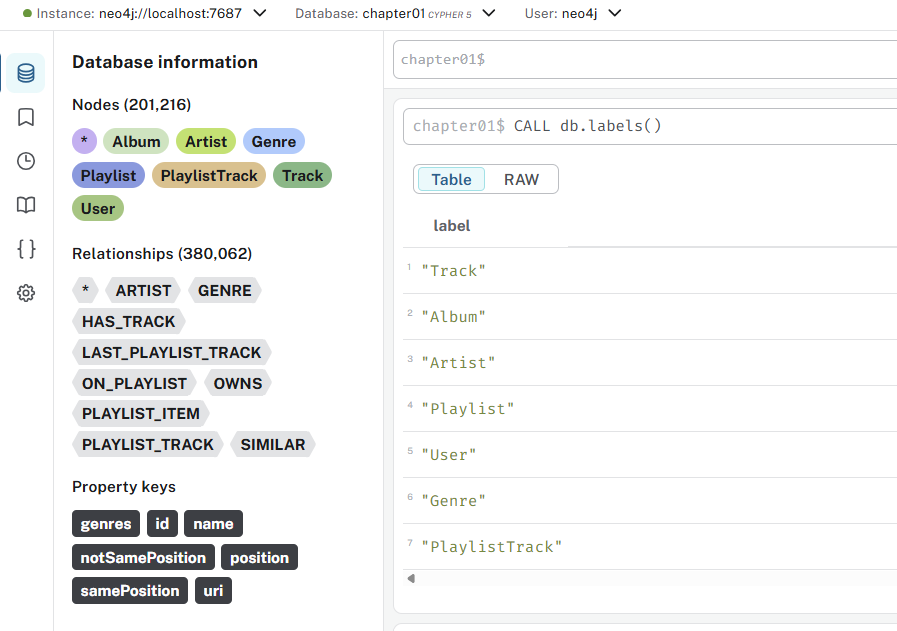 Instance: neo4j://localhost:7687 Database: chapter01 CYPHER 5 User: neo4j
Database information
Nodes (201,216)
* Album Artist Genre
Playlist PlaylistTrack Track
User
Relationships (380,062)
* ARTIST GENRE
HAS_TRACK
LAST_PLAYLIST_TRACK
ON_PLAYLIST OWNS
PLAYLIST_ITEM
PLAYLIST_TRACK SIMILAR
Property keys
genres id name
notSamePosition position
samePosition uri
chapter01$
chapter01$ CALL db.labels()
Table RAW
label
1 "Track"
2 "Album"
3 "Artist"
4 "Playlist"
5 "User"
6 "Genre"
7 "PlaylistTrack"